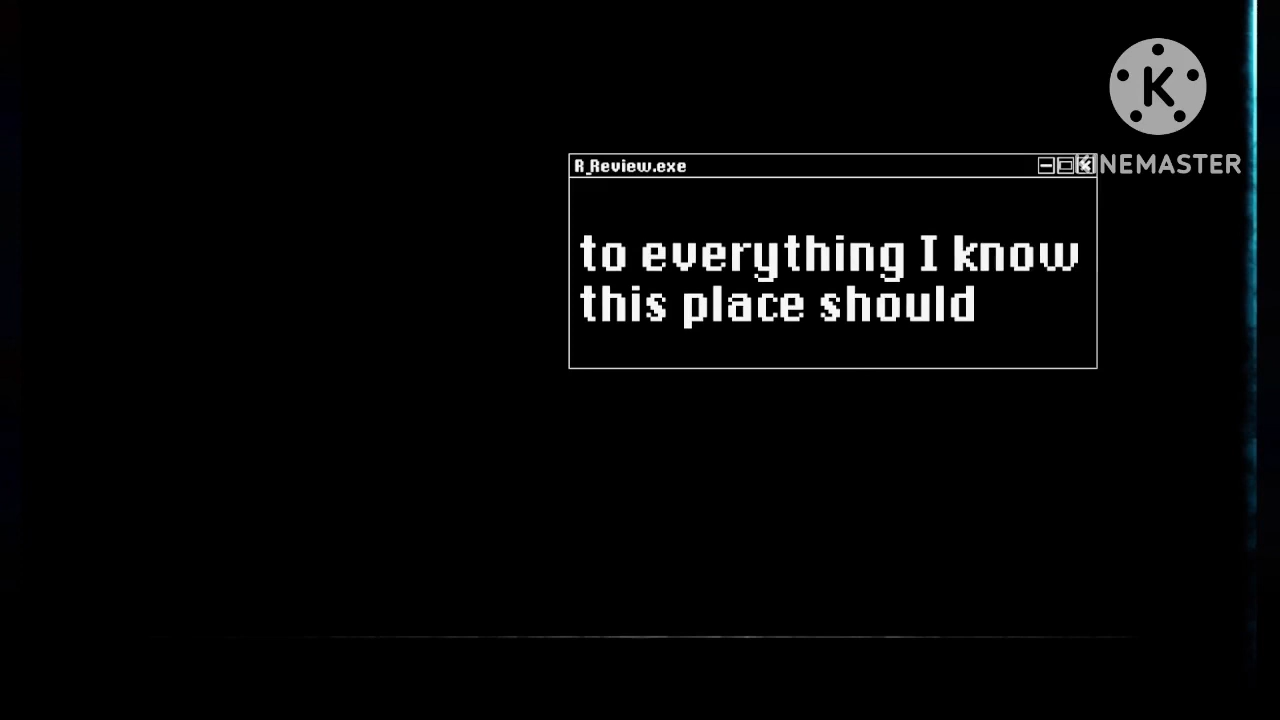 R_Review.exe
to everything I know
this place should
K
KINEMASTER